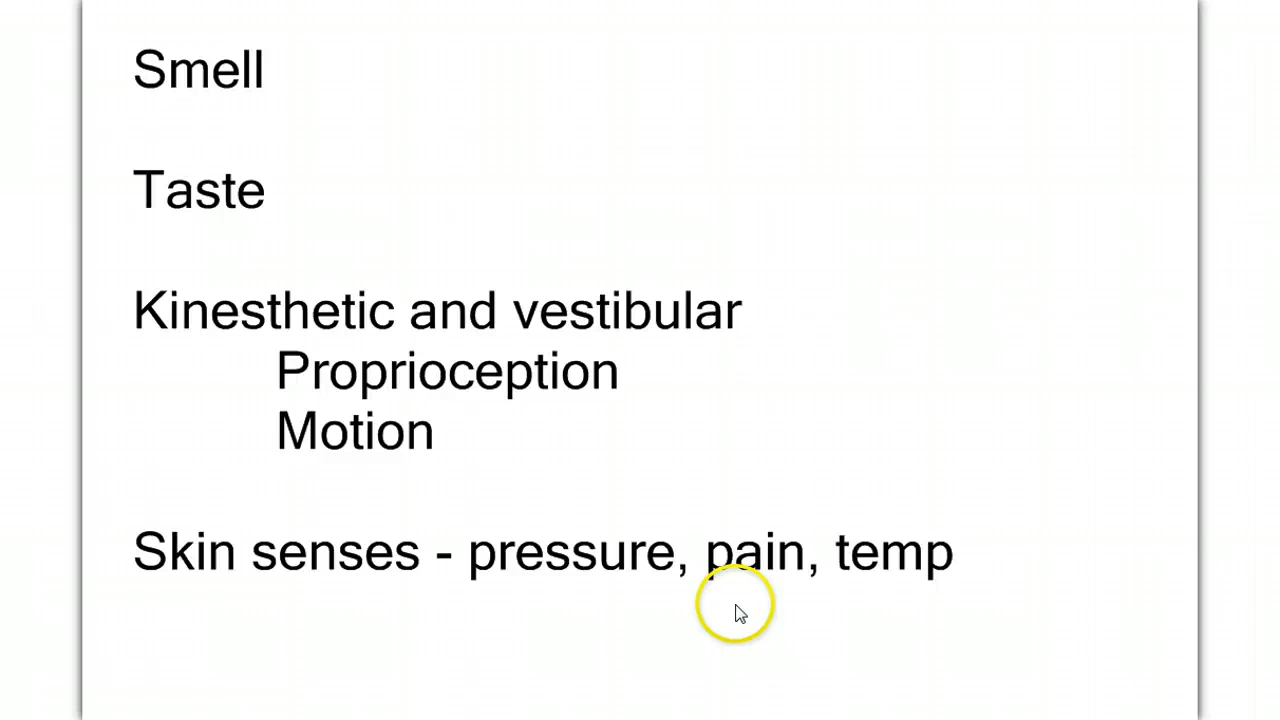 Smell
Taste
Kinesthetic and vestibular
Proprioception
Motion
Skin senses - pressure, pain, temp